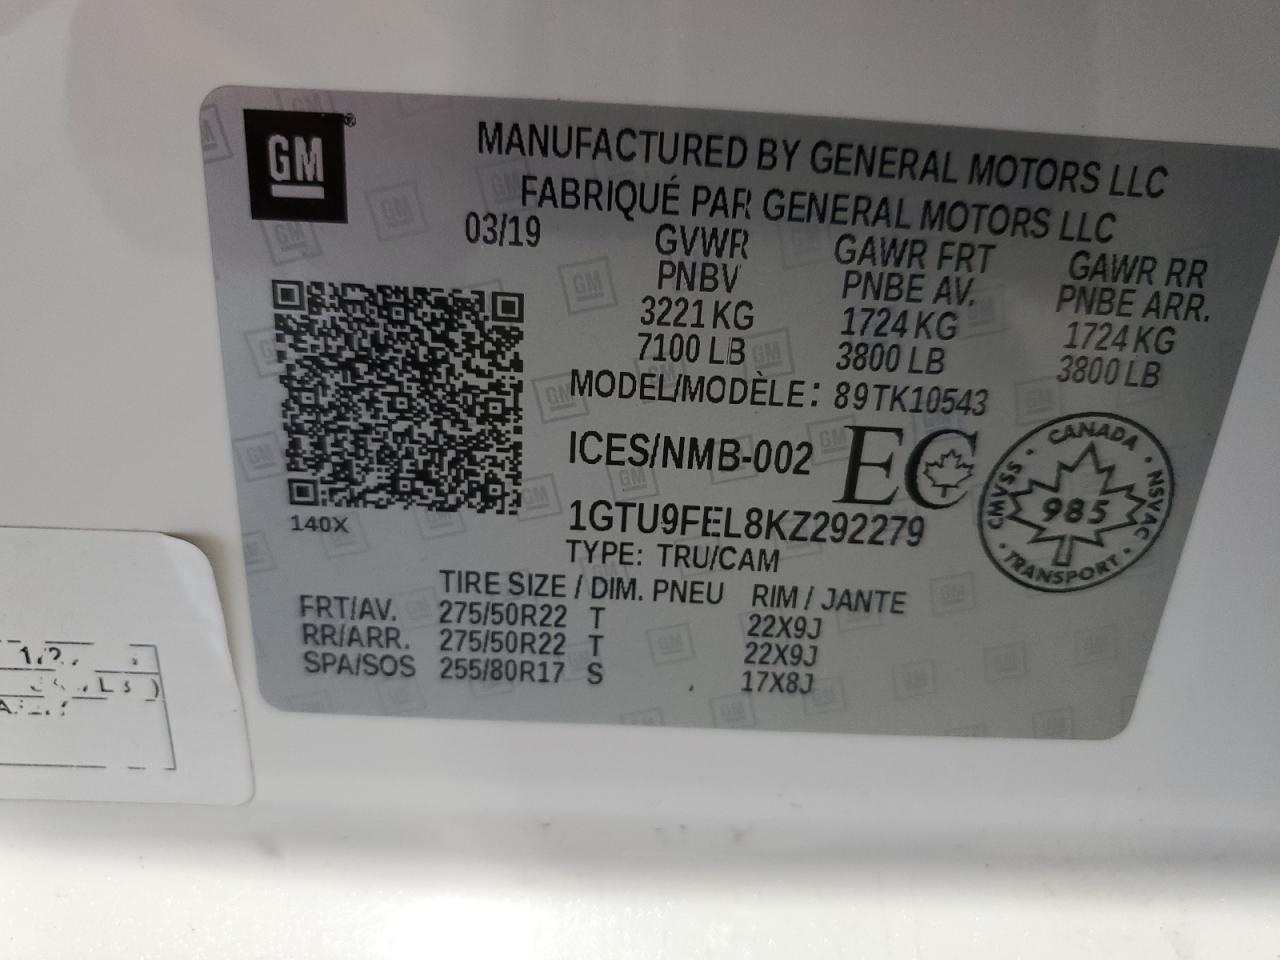 GM ®
MANUFACTURED BY GENERAL MOTORS LLC
FABRIQUÉ PAR GENERAL MOTORS LLC
03/19 GVWR GAWR FRT GAWR RR
PNBV PNBE AV. PNBE ARR.
3221 KG 1724 KG 1724 KG
7100 LB 3800 LB 3800 LB
MODEL/MODÈLE: 89TK10543
ICES/NMB-002 EC
140X
1GTU9FEL8KZ292279
TYPE: TRU/CAM
CANADA
CMVSS · 985 · NSVAC
TRANSPORT
TIRE SIZE / DIM. PNEU RIM / JANTE
FRT/AV. 275/50R22 T 22X9J
RR/ARR. 275/50R22 T 22X9J
SPA/SOS 255/80R17 S 17X8J